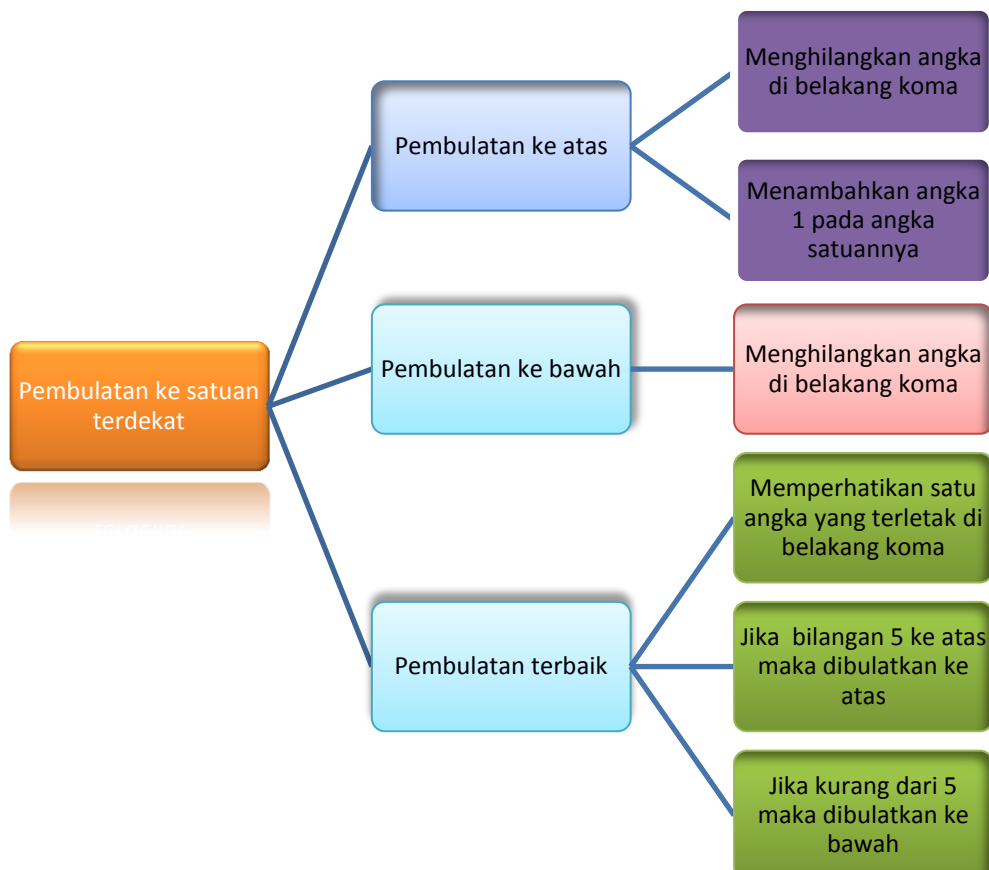 Pembulatan ke satuan
terdekat
Pembulatan ke atas
Menghilangkan angka
di belakang koma
Menambahkan angka
1 pada angka
satuannya
Pembulatan ke bawah
Menghilangkan angka
di belakang koma
Pembulatan terbaik
Memperhatikan satu
angka yang terletak di
belakang koma
Jika bilangan 5 ke atas
maka dibulatkan ke
atas
Jika kurang dari 5
maka dibulatkan ke
bawah